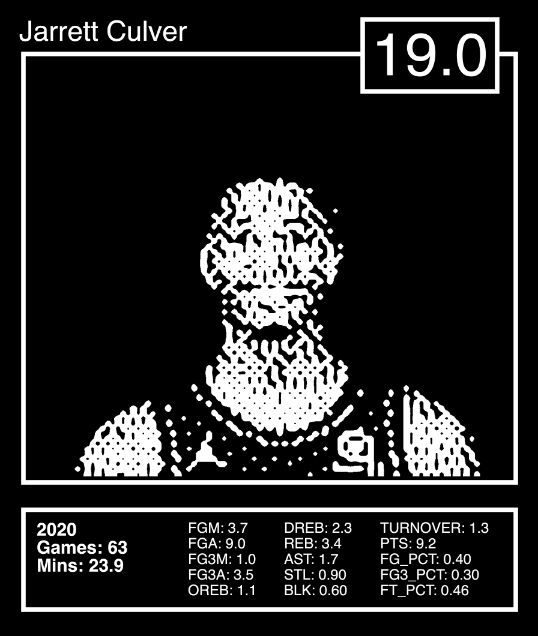 Jarrett Culver
19.0
2020
Games: 63
Mins: 23.9
FGM: 3.7
FGA: 9.0
FG3M: 1.0
FG3A: 3.5
OREB: 1.1
DREB: 2.3
REB: 3.4
AST: 1.7
STL: 0.90
BLK: 0.60
TURNOVER: 1.3
PTS: 9.2
FG_PCT: 0.40
FG3_PCT: 0.30
FT_PCT: 0.46